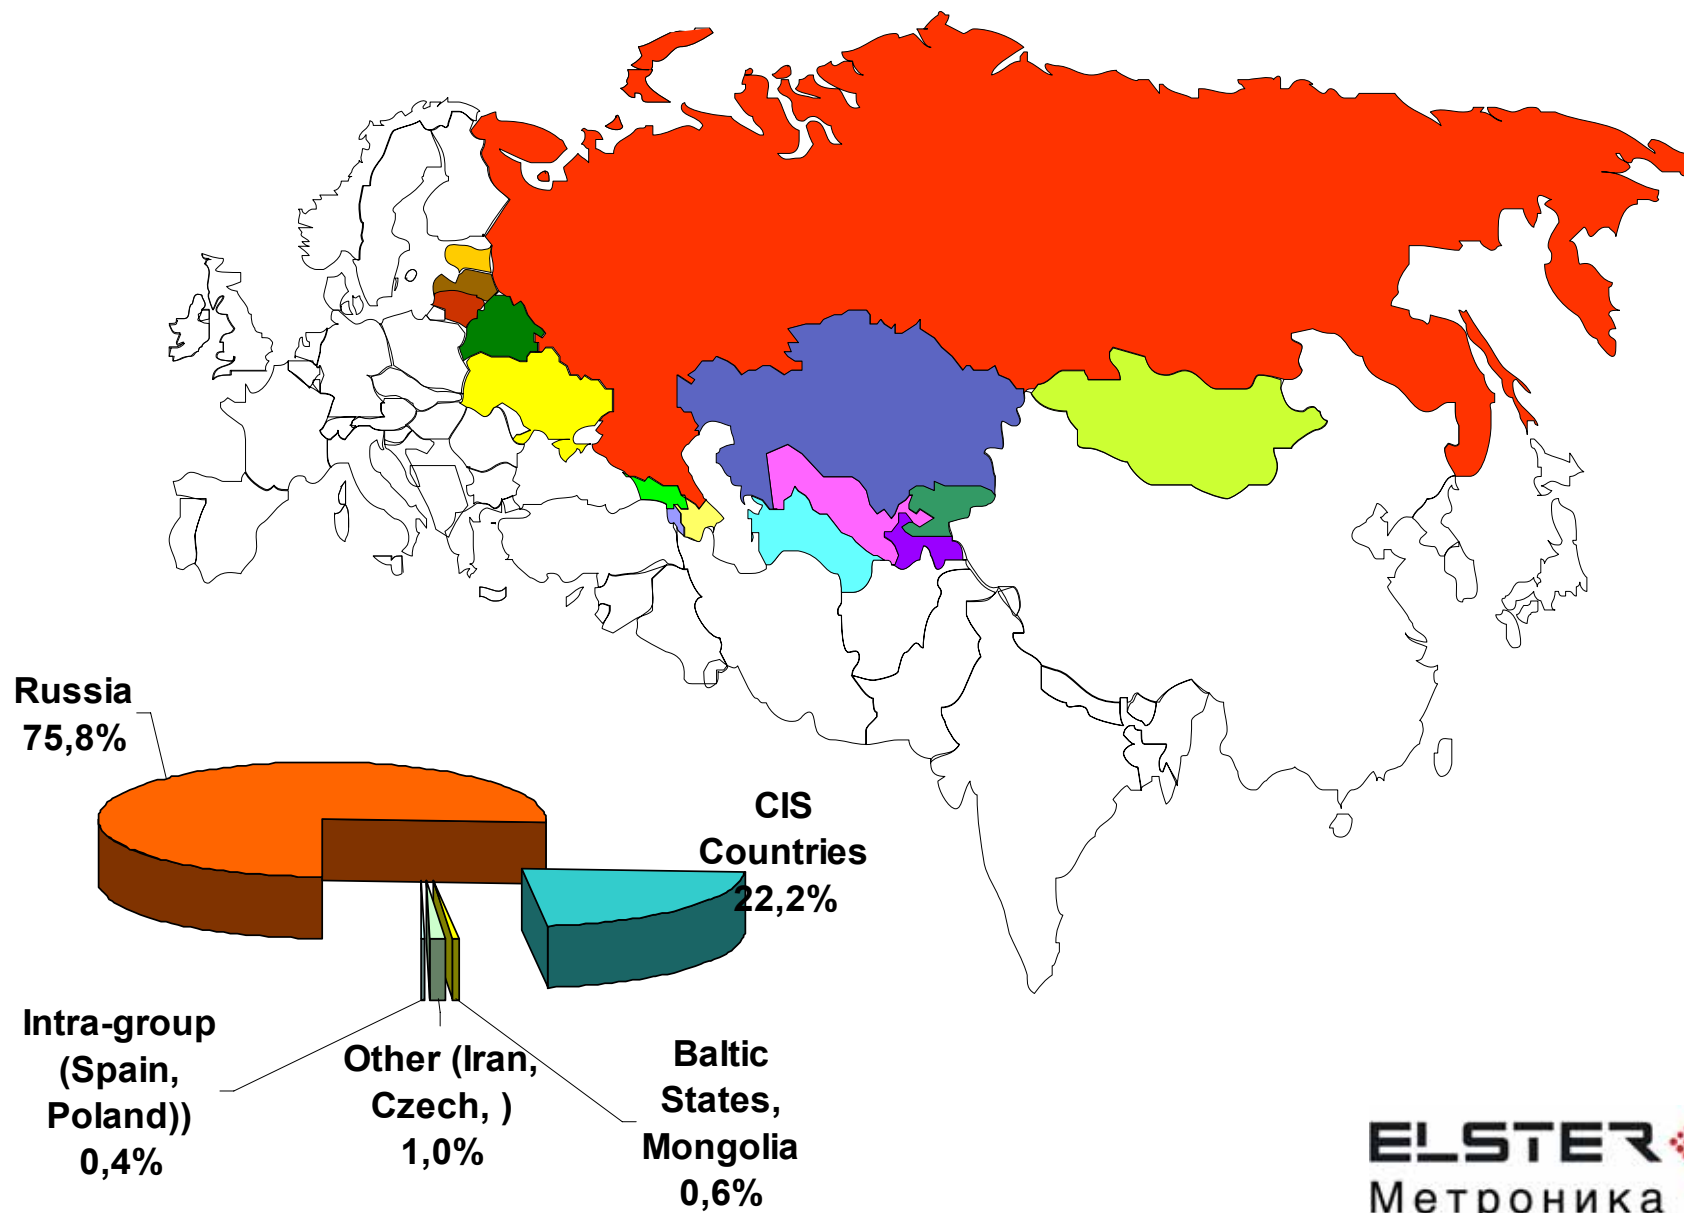 Russia
75,8%
CIS
Countries
22,2%
Intra-group
(Spain,
Poland))
0,4%
Other (Iran,
Czech, )
1,0%
Baltic
States,
Mongolia
0,6%
ELSTER
Метроника